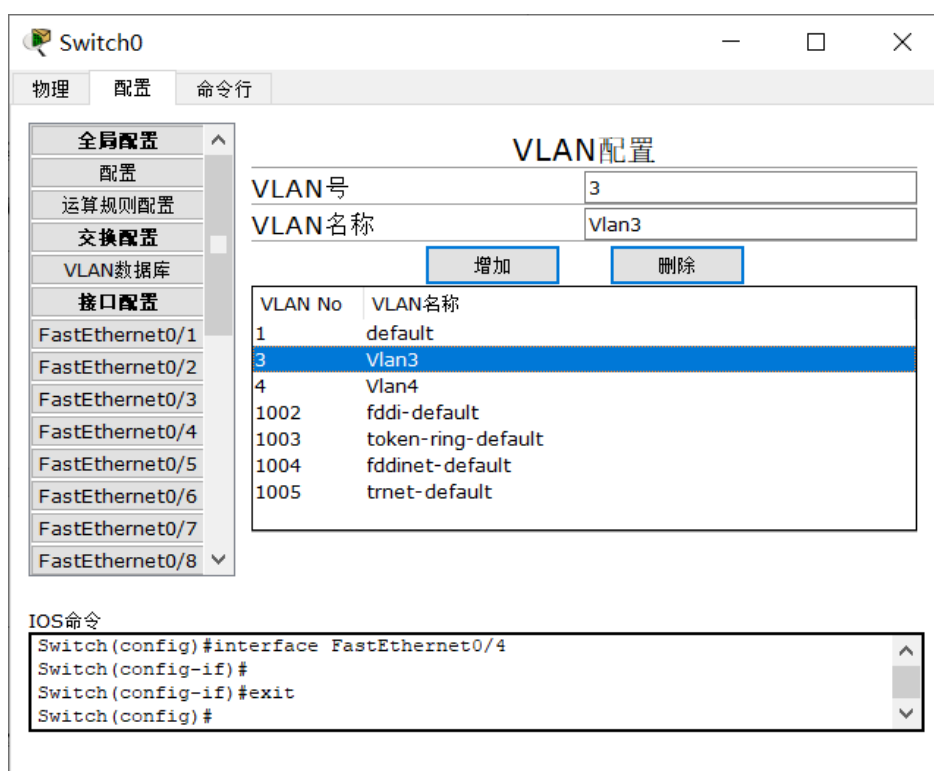 Switch0
物理 配置 命令行
全局配置
配置
运算规则配置
交换配置
VLAN数据库
接口配置
FastEthernet0/1
FastEthernet0/2
FastEthernet0/3
FastEthernet0/4
FastEthernet0/5
FastEthernet0/6
FastEthernet0/7
FastEthernet0/8
VLAN配置
VLAN号 3
VLAN名称 Vlan3
增加 删除
VLAN No VLAN名称
1 default
3 Vlan3
4 Vlan4
1002 fddi-default
1003 token-ring-default
1004 fddinet-default
1005 trnet-default
IOS命令
Switch(config)#interface FastEthernet0/4
Switch(config-if)#
Switch(config-if)#exit
Switch(config)#